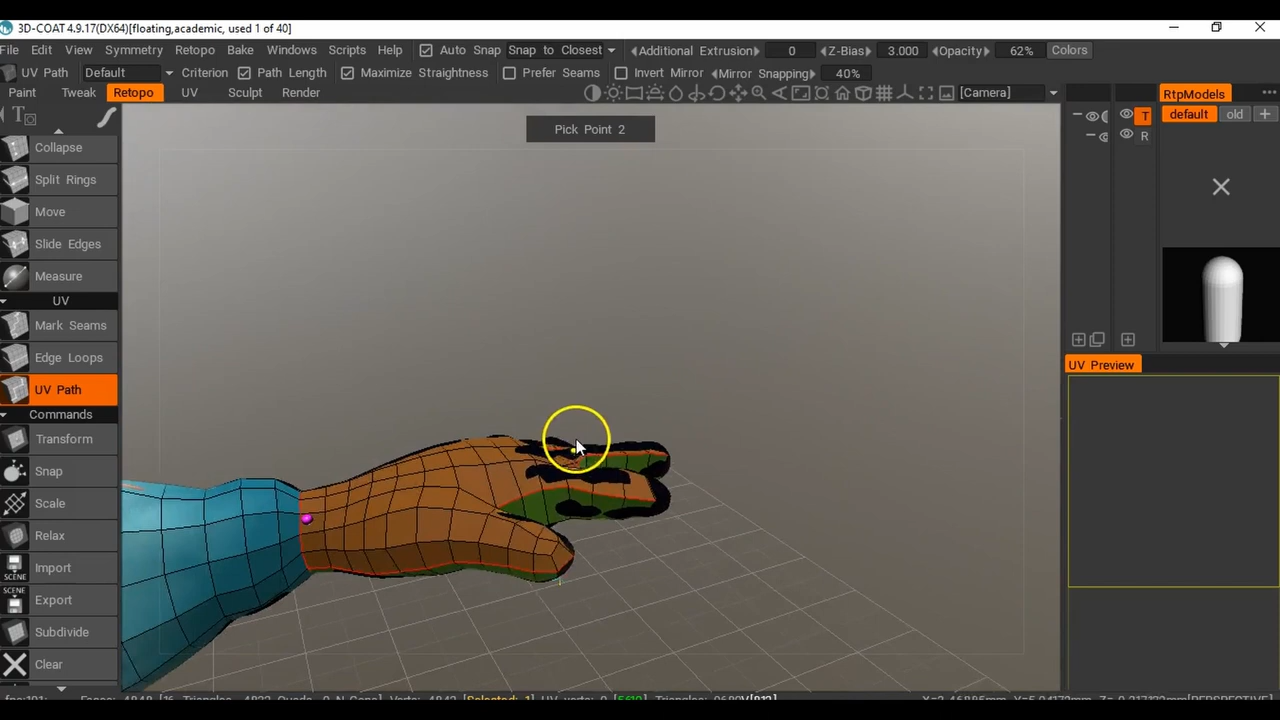 3D-COAT 4.9.17(DX64)[floating,academic, used 1 of 40]
File Edit View Symmetry Retopo Bake Windows Scripts Help Auto Snap Snap to Closest Additional Extrusion 0 Z-Bias 3.000 Opacity 62% Colors
UV Path Default Criterion Path Length Maximize Straightness Prefer Seams Invert Mirror Mirror Snapping 40%
Paint Tweak Retopo UV Sculpt Render [Camera] RtpModels •••
default old +
Pick Point 2
T
R
Collapse
Split Rings
Move
Slide Edges
Measure
UV
Mark Seams
Edge Loops
UV Path
UV Preview
Commands
Transform
Snap
Scale
Relax
SCENE Import
SCENE Export
Subdivide
Clear